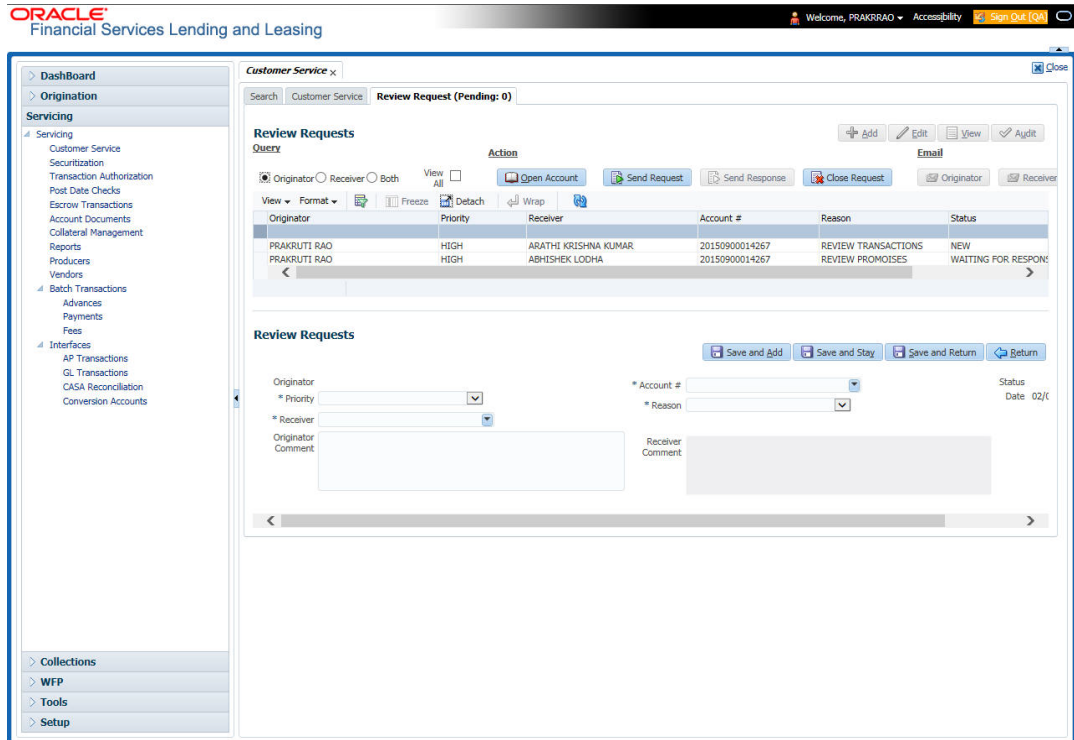 ORACLE
Financial Services Lending and Leasing
Welcome, PRAKRRAO
Accessibility
Sign Out [QA]
DashBoard
Origination
Servicing
Servicing
Customer Service
Securitization
Transaction Authorization
Post Date Checks
Escrow Transactions
Account Documents
Collateral Management
Reports
Producers
Vendors
Batch Transactions
Advances
Payments
Fees
Interfaces
AP Transactions
GL Transactions
CASA Reconciliation
Conversion Accounts
Collections
WFP
Tools
Setup
Customer Service x
Close
Search Customer Service Review Request (Pending: 0)
Review Requests
Add Edit View Audit
Query Action Email
Originator Receiver Both View All Open Account Send Request Send Response Close Request Originator Receiver
View Format Freeze Detach Wrap
Originator Priority Receiver Account # Reason Status
PRAKRUTI RAO HIGH ARATHI KRISHNA KUMAR 20150900014267 REVIEW TRANSACTIONS NEW
PRAKRUTI RAO HIGH ABHISHEK LODHA 20150900014267 REVIEW PROMOISES WAITING FOR RESPONS
Review Requests
Save and Add Save and Stay Save and Return Return
Originator
* Priority
* Receiver
Originator Comment
* Account #
* Reason
Receiver Comment
Status
Date 02/0